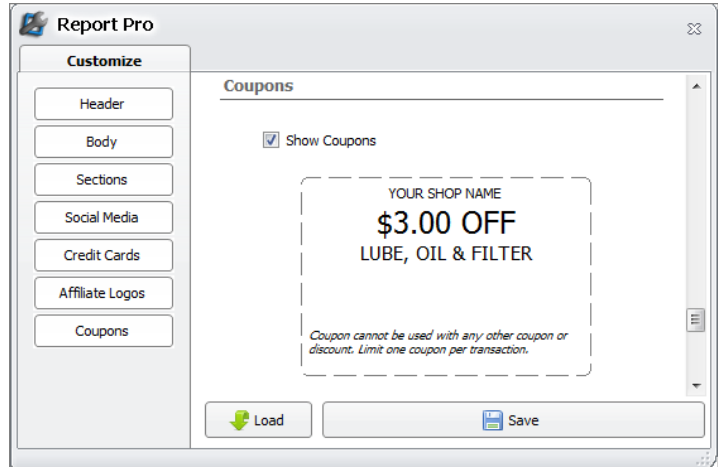 Report Pro
Customize
Header
Body
Sections
Social Media
Credit Cards
Affiliate Logos
Coupons
Coupons
Show Coupons
YOUR SHOP NAME
$3.00 OFF
LUBE, OIL & FILTER
Coupon cannot be used with any other coupon or
discount. Limit one coupon per transaction.
Load
Save